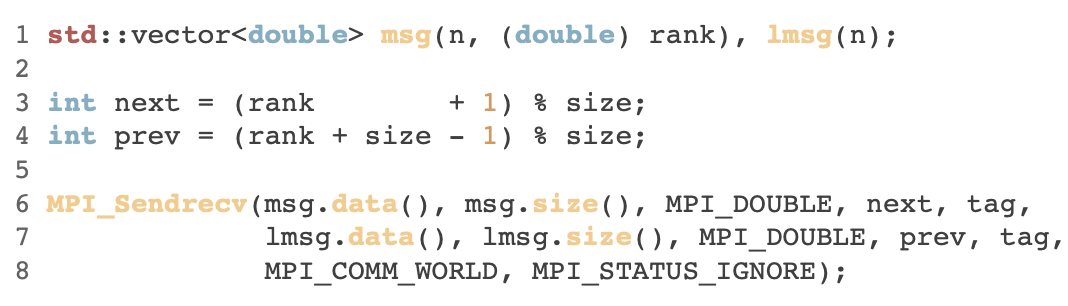 1 std::vector<double> msg(n, (double) rank), lmsg(n);
2
3 int next = (rank        + 1) % size;
4 int prev = (rank + size - 1) % size;
5
6 MPI_Sendrecv(msg.data(), msg.size(), MPI_DOUBLE, next, tag,
7              lmsg.data(), lmsg.size(), MPI_DOUBLE, prev, tag,
8              MPI_COMM_WORLD, MPI_STATUS_IGNORE);